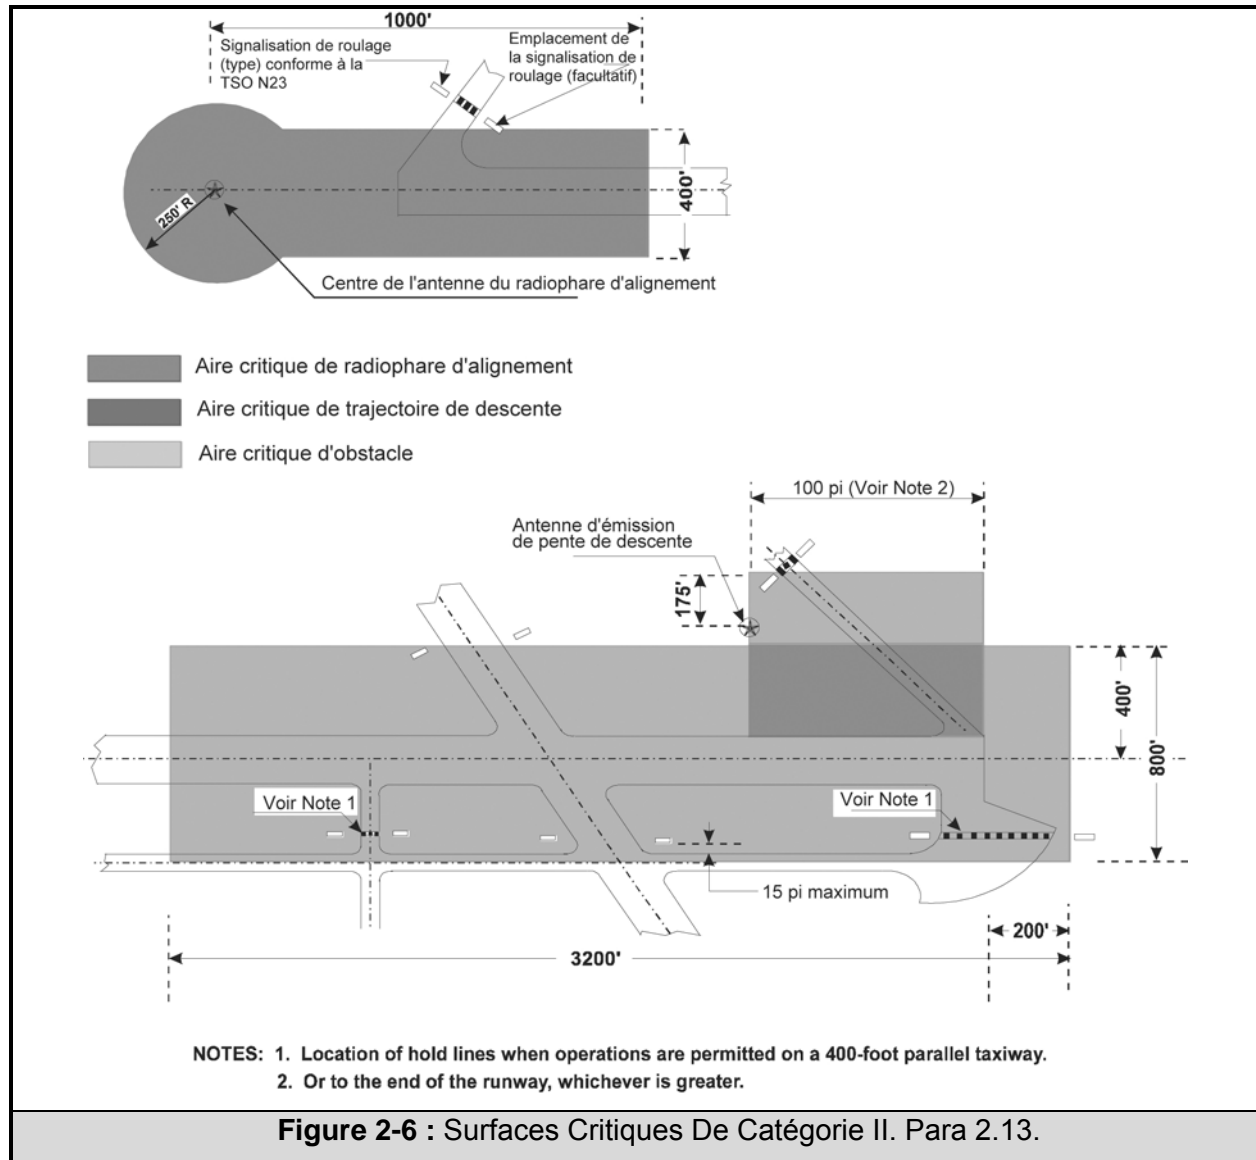 1000'
Signalisation de roulage
(type) conforme à la
TSO N23
Emplacement de
la signalisation de
roulage (facultatif)
400'
250' R
Centre de l'antenne du radiophare d'alignement
Aire critique de radiophare d'alignement
Aire critique de trajectoire de descente
Aire critique d'obstacle
100 pi (Voir Note 2)
Antenne d'émission
de pente de descente
175'
400'
800'
Voir Note 1
Voir Note 1
15 pi maximum
200'
3200'
NOTES: 1. Location of hold lines when operations are permitted on a 400-foot parallel taxiway.
2. Or to the end of the runway, whichever is greater.
Figure 2-6 : Surfaces Critiques De Catégorie II. Para 2.13.